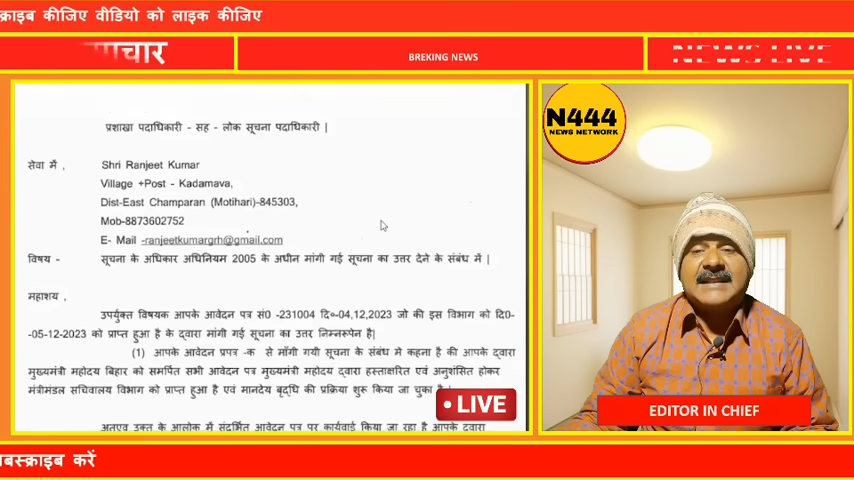 क्राइब कीजिए वीडियो को लाइक कीजिए
चार
BREKING NEWS
NEWS LIVE
प्रशाखा पदाधिकारी - सह - लोक सूचना पदाधिकारी |
सेवा में ,
Shri Ranjeet Kumar
Village +Post - Kadamava,
Dist-East Champaran (Motihari)-845303,
Mob-8873602752
E- Mail -ranjeetkumargrh@gmail.com
विषय - सूचना के अधिकार अधिनियम 2005 के अधीन मांगी गई सूचना का उत्तर देने के संबंध में |
महाशय ,
उपर्युक्त विषयक आपके आवेदन पत्र सं0 -231004 दि०-04,12,2023 जो की इस विभाग को दि0-
-05-12-2023 को प्राप्त हुआ है के द्वारा मांगी गई सूचना का उत्तर निम्नरूपेन है|
(1) आपके आवेदन प्रपत्र -क से माँगी गयी सूचना के संबंध मे कहना है की आपके द्वारा
मुख्यमंत्री महोदय बिहार को समर्पित सभी आवेदन पत्र मुख्यमंत्री महोदय द्वारा हस्ताक्षरित एवं अनुशंसित होकर
मंत्रीमंडल सचिवालय विभाग को प्राप्त हुआ है एवं मानदेय बृद्धि की प्रक्रिया शुरू किया जा चुका है
अतएव उक्त के आलोक में संदर्भित आवेदन पत्र पर कार्यवाई किया जा रहा है आपके द्वारा
LIVE
N444
NEWS NETWORK
EDITOR IN CHIEF
बस्क्राइब करें